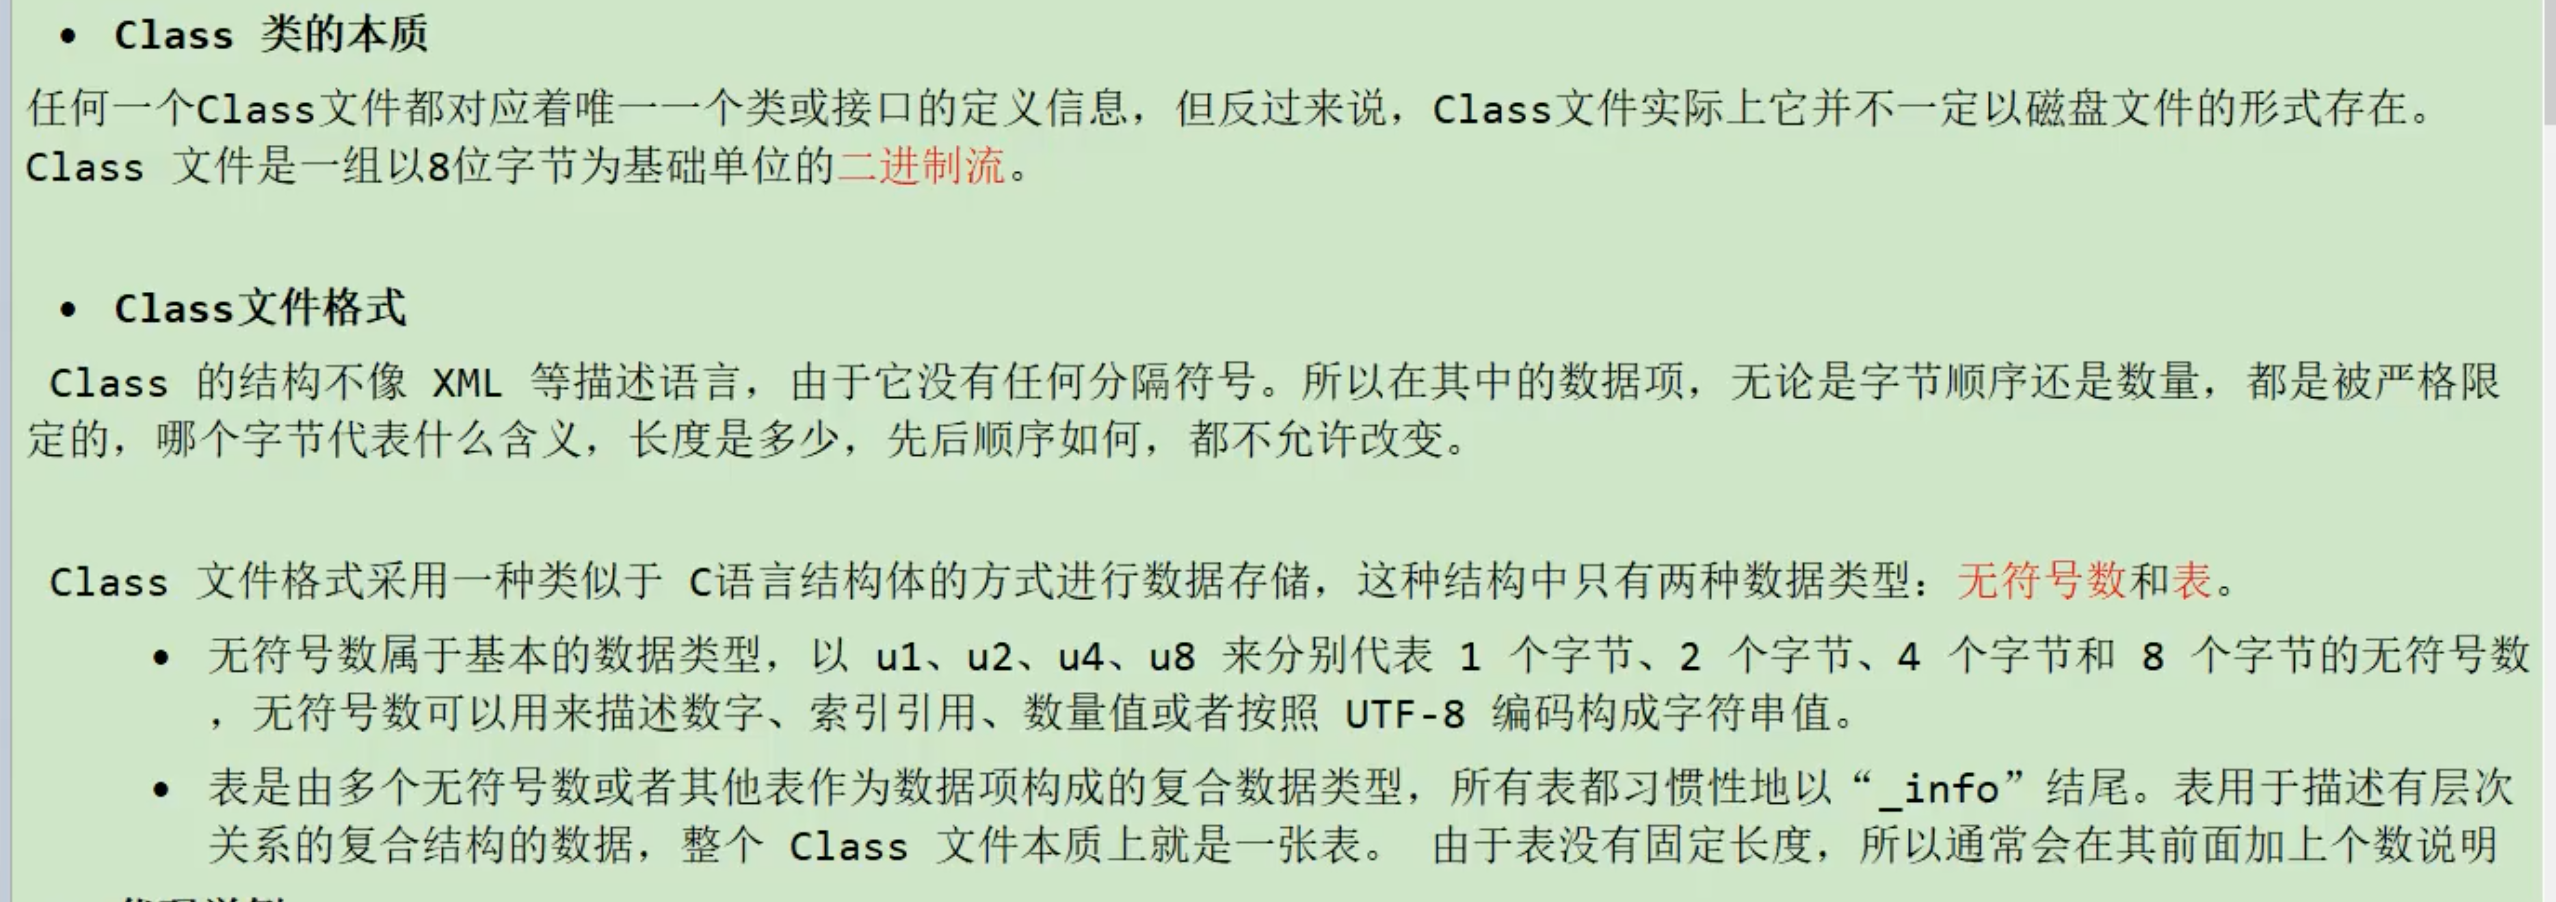 • Class 类的本质
任何一个Class文件都对应着唯一一个类或接口的定义信息，但反过来说，Class文件实际上它并不一定以磁盘文件的形式存在。
Class 文件是一组以8位字节为基础单位的二进制流。
• Class文件格式
Class 的结构不像 XML 等描述语言，由于它没有任何分隔符号。所以在其中的数据项，无论是字节顺序还是数量，都是被严格限
定的，哪个字节代表什么含义，长度是多少，先后顺序如何，都不允许改变。
Class 文件格式采用一种类似于 C语言结构体的方式进行数据存储，这种结构中只有两种数据类型：无符号数和表。
• 无符号数属于基本的数据类型，以 u1、u2、u4、u8 来分别代表 1 个字节、2 个字节、4 个字节和 8 个字节的无符号数
，无符号数可以用来描述数字、索引引用、数量值或者按照 UTF-8 编码构成字符串值。
• 表是由多个无符号数或者其他表作为数据项构成的复合数据类型，所有表都习惯性地以“_info”结尾。表用于描述有层次
关系的复合结构的数据，整个 Class 文件本质上就是一张表。 由于表没有固定长度，所以通常会在其前面加上个数说明